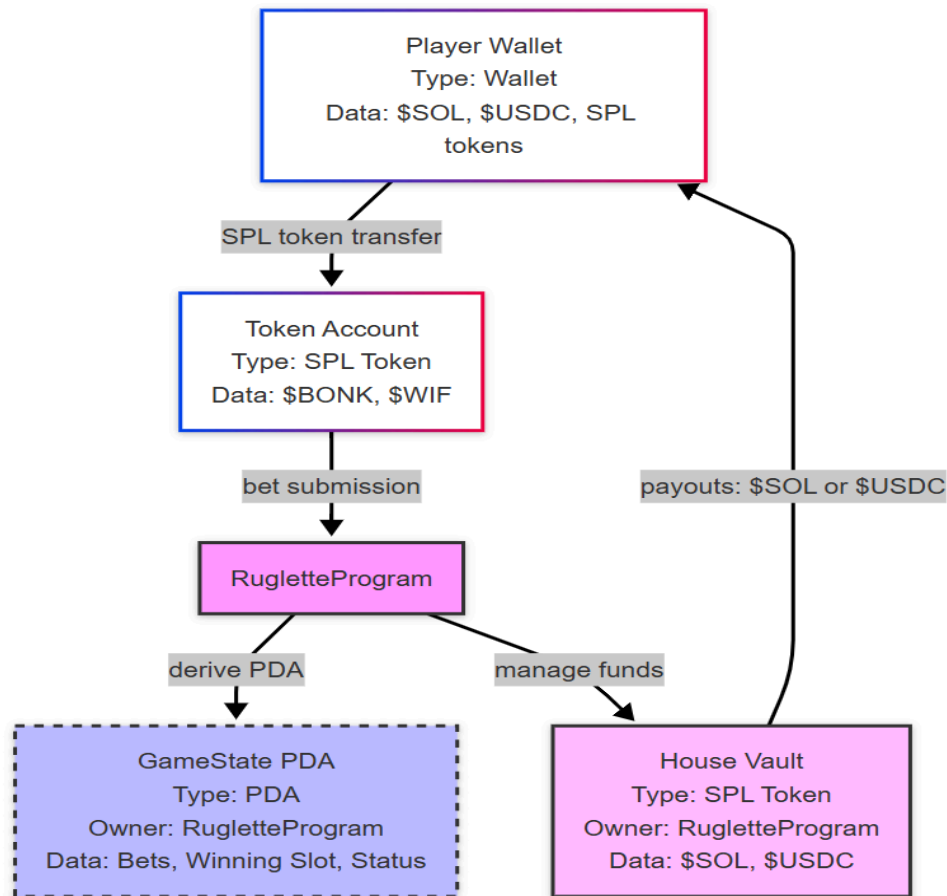 Player Wallet
Type: Wallet
Data: $SOL, $USDC, SPL
tokens
SPL token transfer
Token Account
Type: SPL Token
Data: $BONK, $WIF
bet submission
payouts: $SOL or $USDC
RugletteProgram
derive PDA
manage funds
GameState PDA
Type: PDA
Owner: RugletteProgram
Data: Bets, Winning Slot, Status
House Vault
Type: SPL Token
Owner: RugletteProgram
Data: $SOL, $USDC